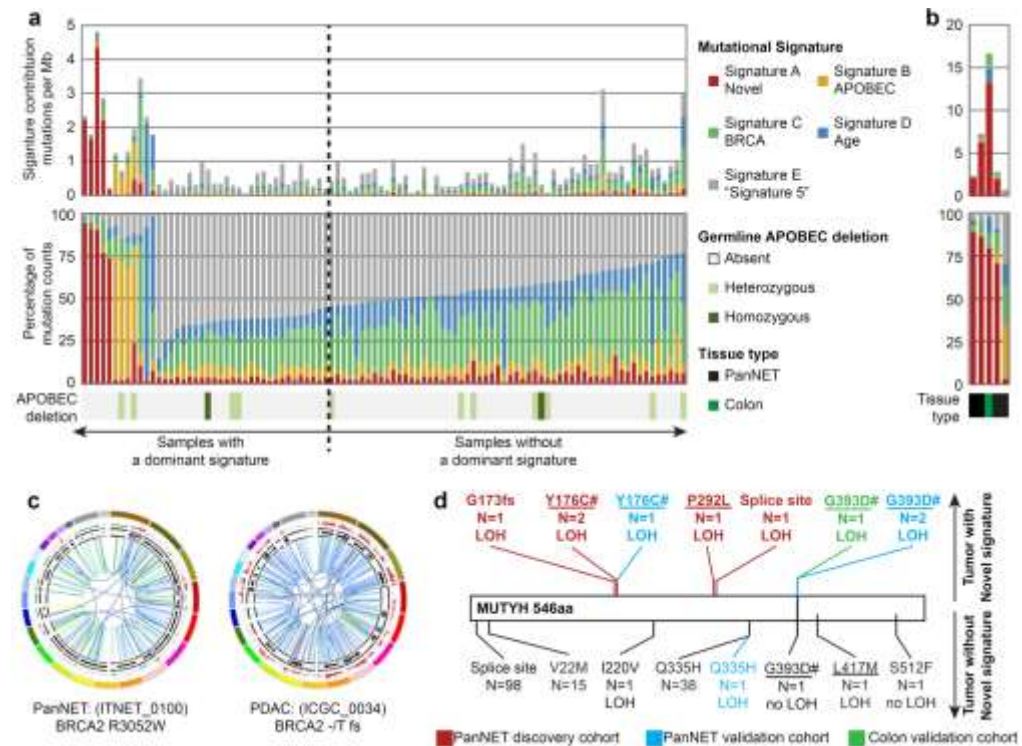 a
b
Siganture contribtuion
mutations per Mb
5
4
3
2
1
0
20
15
10
5
0
Mutational Signature
Signature A
Novel
Signature B
APOBEC
Signature C
BRCA
Signature D
Age
Signature E
"Signature 5"
Percentage of
mutation counts
100
75
50
25
0
100
75
50
25
0
Germline APOBEC deletion
Absent
Heterozygous
Homozygous
Tissue type
PanNET
Colon
APOBEC
deletion
Tissue
type
Samples with
a dominant signature
Samples without
a dominant signature
c
PanNET: (ITNET_0100)
BRCA2 R3052W
PDAC: (ICGC_0034)
BRCA2 -/T fs
d
G173fs Y176C# Y176C# P292L Splice site G393D# G393D#
N=1 N=2 N=1 N=1 N=1 N=1 N=2
LOH LOH LOH LOH LOH LOH LOH
Tumor with
Novel signature
MUTYH 546aa
Splice site V22M I220V Q335H Q335H G393D# L417M S512F
N=98 N=15 N=1 N=38 N=1 N=1 N=1 N=1
LOH LOH no LOH LOH no LOH
Tumor without
Novel signature
PanNET discovery cohort
PanNET validation cohort
Colon validation cohort